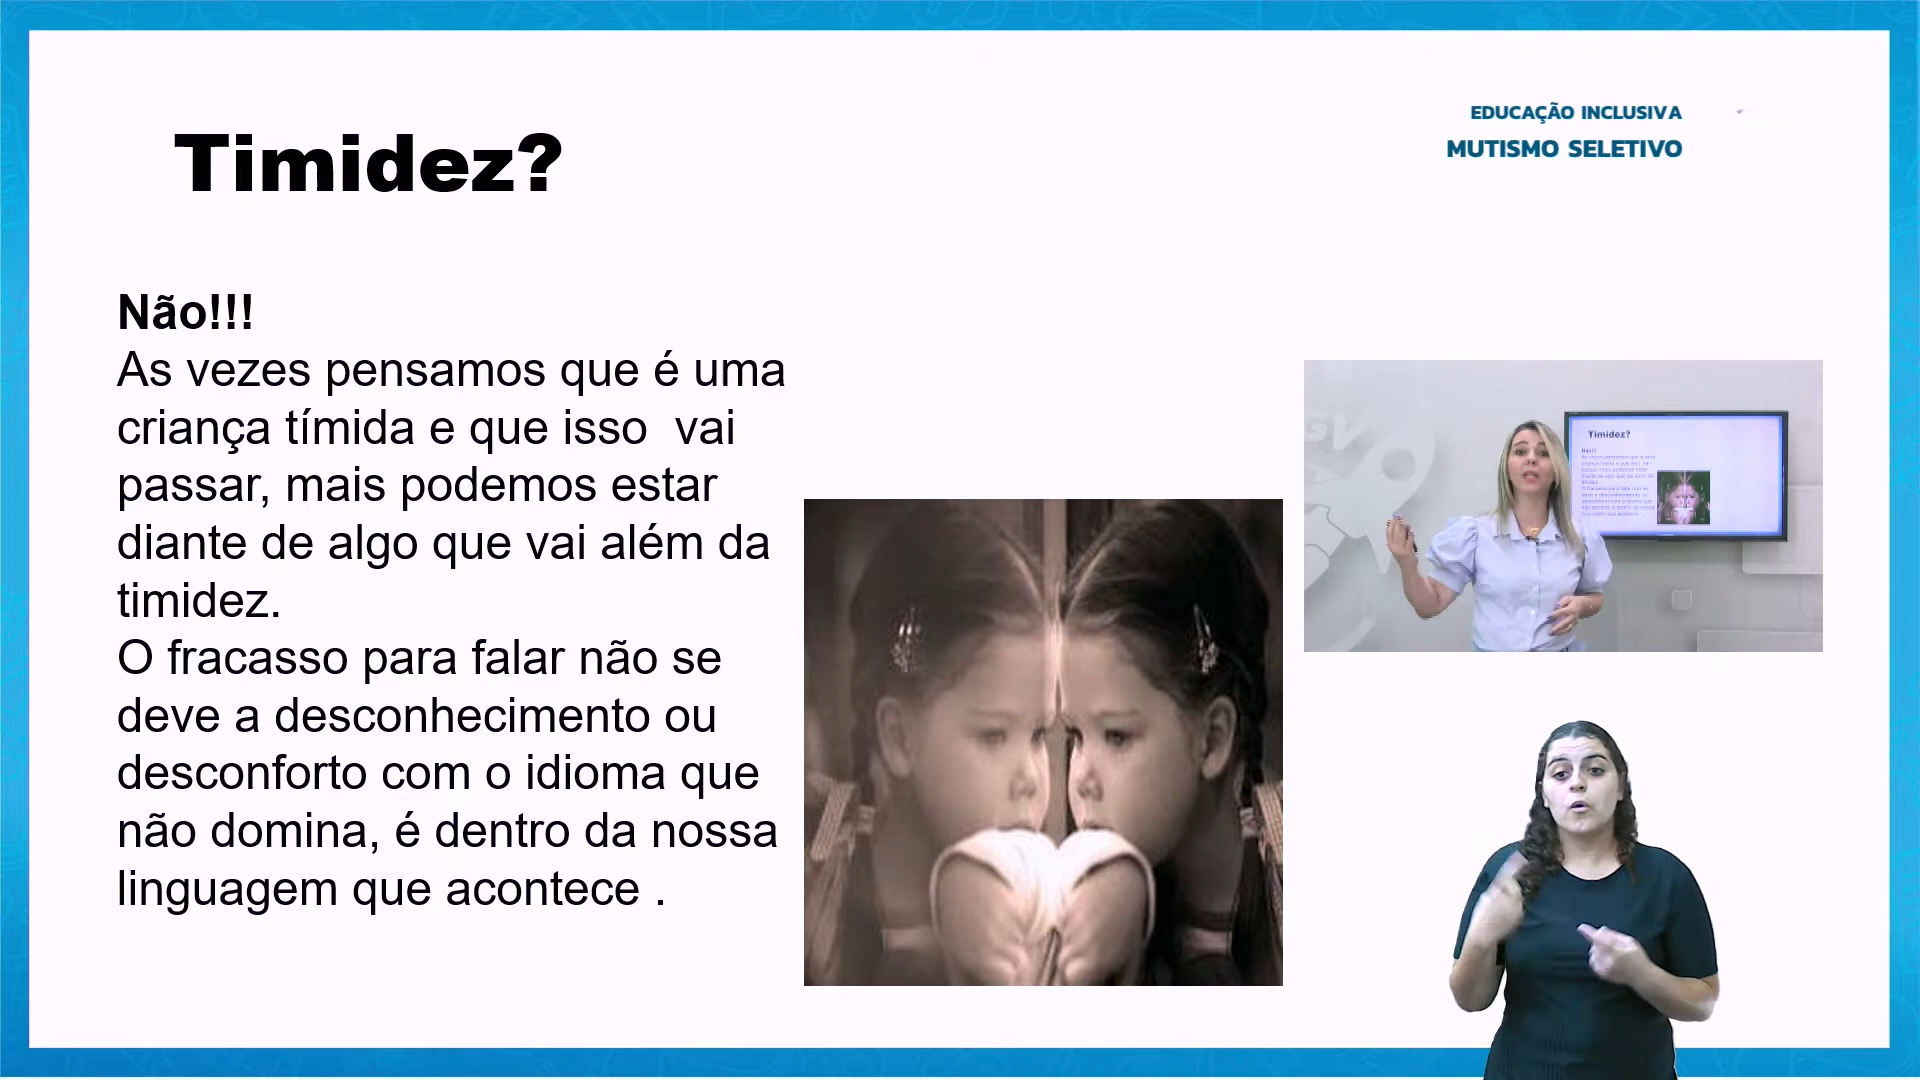 EDUCAÇÃO INCLUSIVA
MUTISMO SELETIVO
Timidez?
Não!!!
As vezes pensamos que é uma
criança tímida e que isso  vai
passar, mais podemos estar
diante de algo que vai além da
timidez.
O fracasso para falar não se
deve a desconhecimento ou
desconforto com o idioma que
não domina, é dentro da nossa
linguagem que acontece .
Timidez?